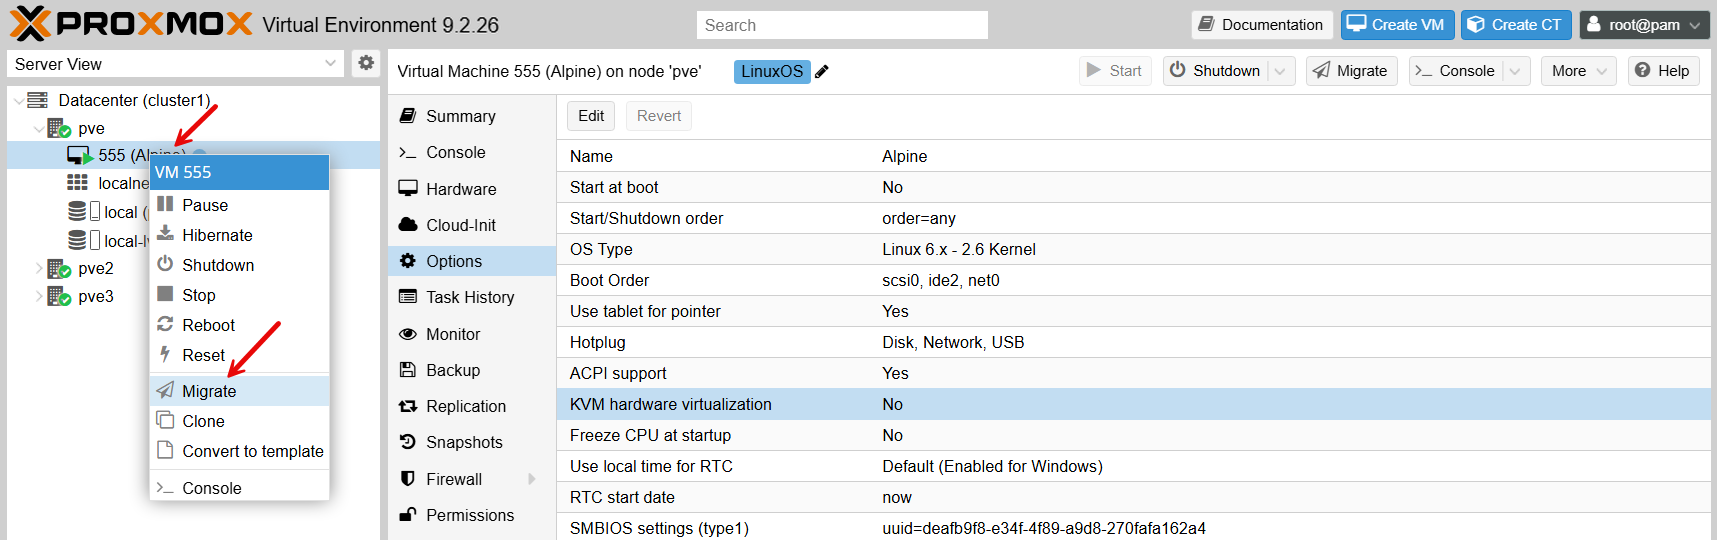 PROXMOX Virtual Environment 9.2.26 Search Documentation Create VM Create CT root@pam
Server View
Virtual Machine 555 (Alpine) on node 'pve' LinuxOS Start Shutdown Migrate Console More Help
Datacenter (cluster1)
pve
555 (Alpine)
localne
local (
local-lv
pve2
pve3
VM 555
Pause
Hibernate
Shutdown
Stop
Reboot
Reset
Migrate
Clone
Convert to template
Console
Summary
Console
Hardware
Cloud-Init
Options
Task History
Monitor
Backup
Replication
Snapshots
Firewall
Permissions
Edit Revert
Name Alpine
Start at boot No
Start/Shutdown order order=any
OS Type Linux 6.x - 2.6 Kernel
Boot Order scsi0, ide2, net0
Use tablet for pointer Yes
Hotplug Disk, Network, USB
ACPI support Yes
KVM hardware virtualization No
Freeze CPU at startup No
Use local time for RTC Default (Enabled for Windows)
RTC start date now
SMBIOS settings (type1) uuid=deafb9f8-e34f-4f89-a9d8-270fafa162a4